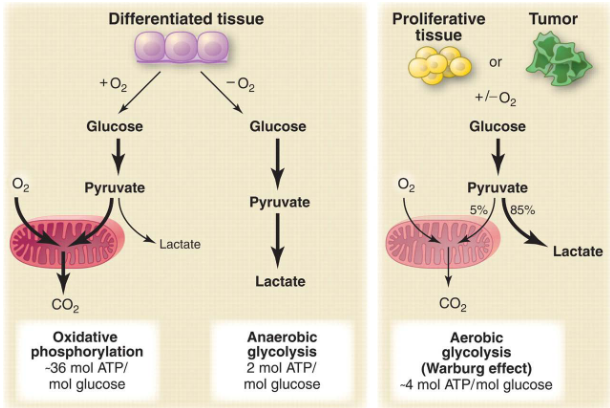 Differentiated tissue
+O2
−O2
Glucose
Glucose
O2
Pyruvate
Pyruvate
Lactate
Lactate
CO2
Oxidative
phosphorylation
~36 mol ATP/
mol glucose
Anaerobic
glycolysis
2 mol ATP/
mol glucose
Proliferative
tissue
or
Tumor
+/−O2
Glucose
O2
Pyruvate
5%
85%
Lactate
CO2
Aerobic
glycolysis
(Warburg effect)
~4 mol ATP/mol glucose